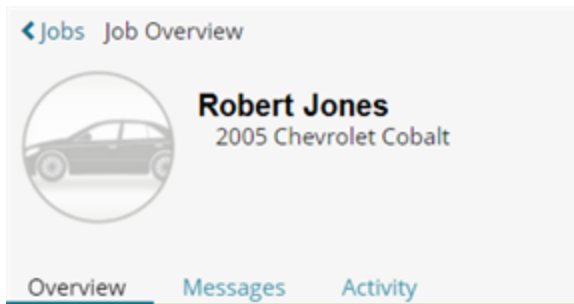 Jobs Job Overview
Robert Jones
2005 Chevrolet Cobalt
Overview Messages Activity